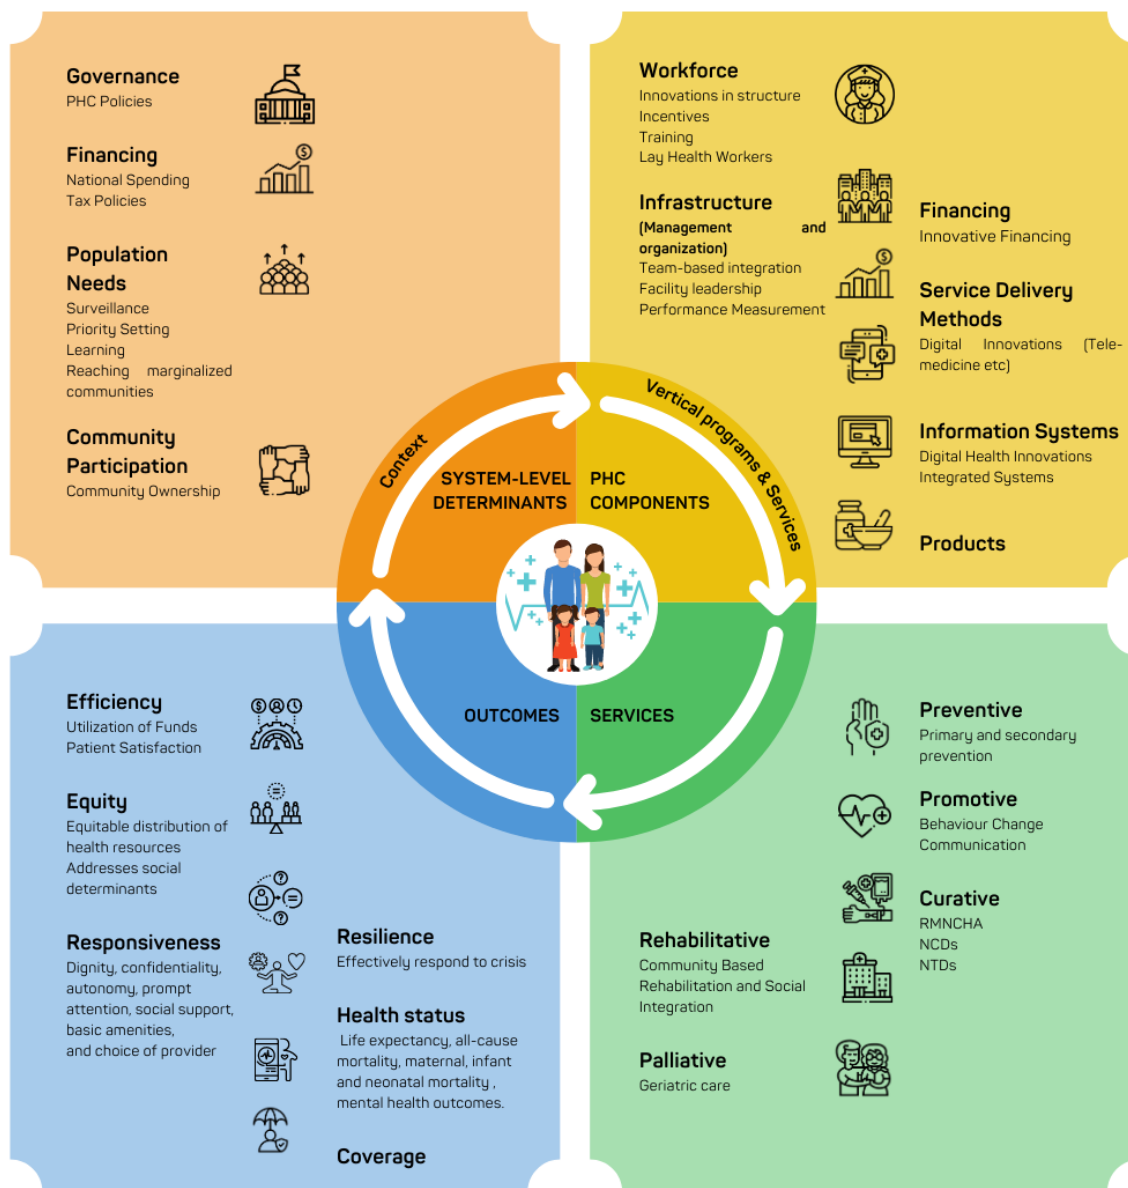 Governance
PHC Policies
Financing
National Spending
Tax Policies
Population
Needs
Surveillance
Priority Setting
Learning
Reaching marginalized
communities
Community
Participation
Community Ownership
Workforce
Innovations in structure
Incentives
Training
Lay Health Workers
Infrastructure
(Management and
organization)
Team-based integration
Facility leadership
Performance Measurement
Financing
Innovative Financing
Service Delivery
Methods
Digital Innovations (Tele-
medicine etc)
Information Systems
Digital Health Innovations
Integrated Systems
Products
Context
SYSTEM-LEVEL
DETERMINANTS
Vertical programs & Services
PHC
COMPONENTS
OUTCOMES
SERVICES
Efficiency
Utilization of Funds
Patient Satisfaction
Equity
Equitable distribution of
health resources
Addresses social
determinants
Responsiveness
Dignity, confidentiality,
autonomy, prompt
attention, social support,
basic amenities,
and choice of provider
Resilience
Effectively respond to crisis
Health status
Life expectancy, all-cause
mortality, maternal, infant
and neonatal mortality ,
mental health outcomes.
Coverage
Preventive
Primary and secondary
prevention
Promotive
Behaviour Change
Communication
Curative
RMNCHA
NCDs
NTDs
Rehabilitative
Community Based
Rehabilitation and Social
Integration
Palliative
Geriatric care